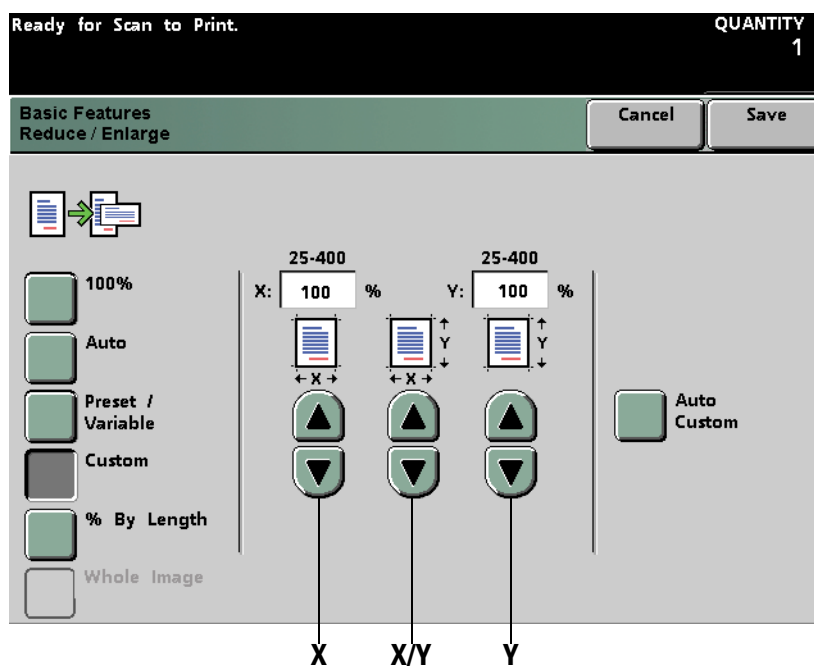 Ready for Scan to Print.
QUANTITY
1
Basic Features
Reduce / Enlarge
Cancel
Save
100%
Auto
Preset /
Variable
Custom
% By Length
Whole Image
25-400
X: 100 %
25-400
Y: 100 %
X
X
Y
Y
Auto
Custom
X
X/Y
Y